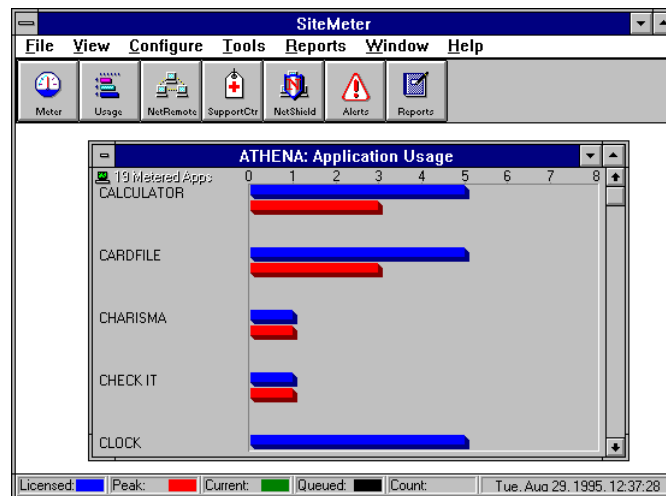 SiteMeter
File View Configure Tools Reports Window Help
Meter Usage NetRemote SupportCtr NetShield Alerts Reports
ATHENA: Application Usage
19 Metered Apps 0 1 2 3 4 5 6 7 8
CALCULATOR
CARDFILE
CHARISMA
CHECK IT
CLOCK
Licensed: Peak: Current: Queued: Count: Tue, Aug 29, 1995, 12:37:28